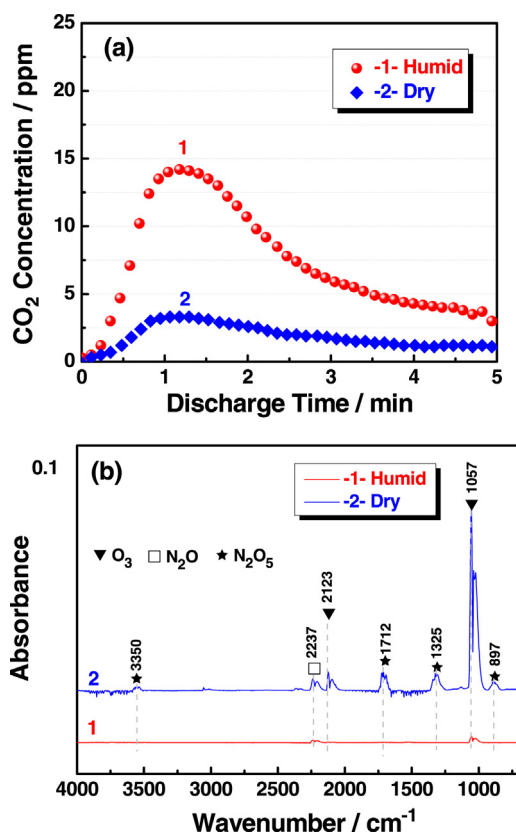 (a)
-1- Humid
-2- Dry
CO2 Concentration / ppm
25
20
15
10
5
0
1
2
0 1 2 3 4 5
Discharge Time / min
(b)
-1- Humid
-2- Dry
0.1
Absorbance
▼ O3 □ N2O ★ N2O5
3350
2237
2123
1712
1325
1057
897
2
1
4000 3500 3000 2500 2000 1500 1000
Wavenumber / cm-1